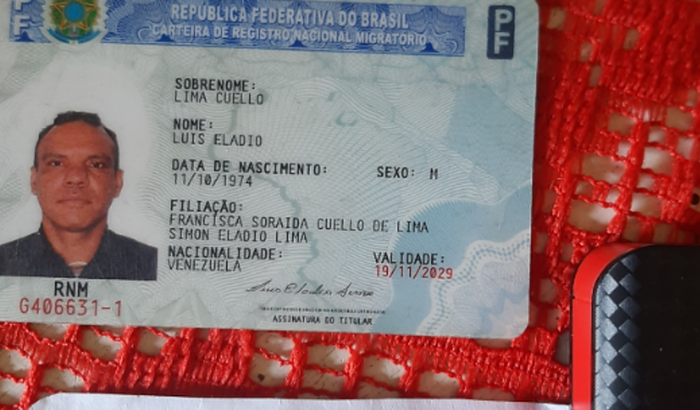 PF
REPÚBLICA FEDERATIVA DO BRASIL
CARTEIRA DE REGISTRO NACIONAL MIGRATÓRIO
PF
SOBRENOME:
LIMA CUELLO
NOME:
LUIS ELADIO
DATA DE NASCIMENTO: SEXO: M
11/10/1974
FILIAÇÃO:
FRANCISCA SORAIDA CUELLO DE LIMA
SIMON ELADIO LIMA
NACIONALIDADE: VALIDADE:
VENEZUELA 19/11/2029
RNM
G406631-1
ASSINATURA DO TITULAR